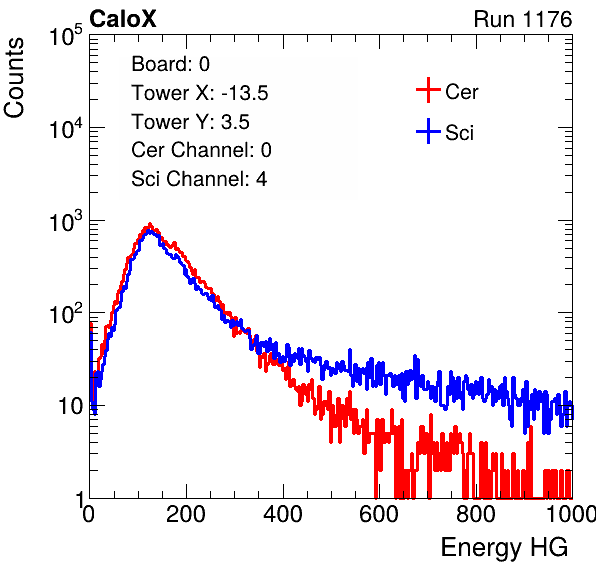 CaloX Run 1176
Counts
10^5
10^4
10^3
10^2
10
1
Board: 0
Tower X: -13.5
Tower Y: 3.5
Cer Channel: 0
Sci Channel: 4
Cer
Sci
0 200 400 600 800 1000
Energy HG